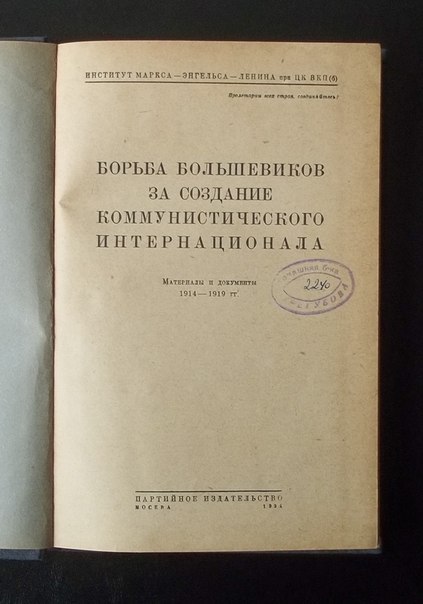 ИНСТИТУТ МАРКСА — ЭНГЕЛЬСА — ЛЕНИНА при ЦК ВКП(б)
Пролетарии всех стран, соединяйтесь!
БОРЬБА БОЛЬШЕВИКОВ
ЗА СОЗДАНИЕ
КОММУНИСТИЧЕСКОГО
ИНТЕРНАЦИОНАЛА
Материалы и документы
1914—1919 гг.
2240
ПАРТИЙНОЕ ИЗДАТЕЛЬСТВО
МОСКВА 1934